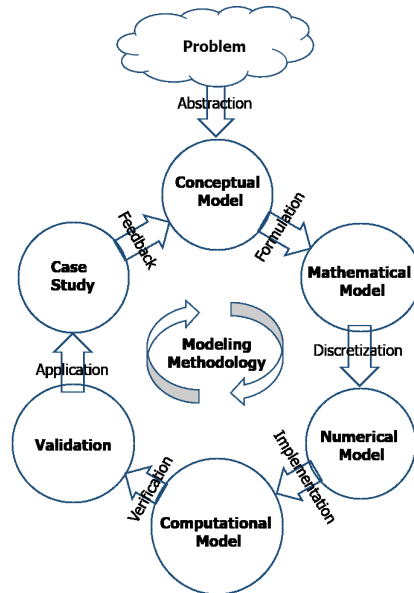 Problem
Abstraction
Conceptual
Model
Formulation
Mathematical
Model
Discretization
Numerical
Model
Implementation
Computational
Model
Verification
Validation
Application
Case
Study
Feedback
Modeling
Methodology